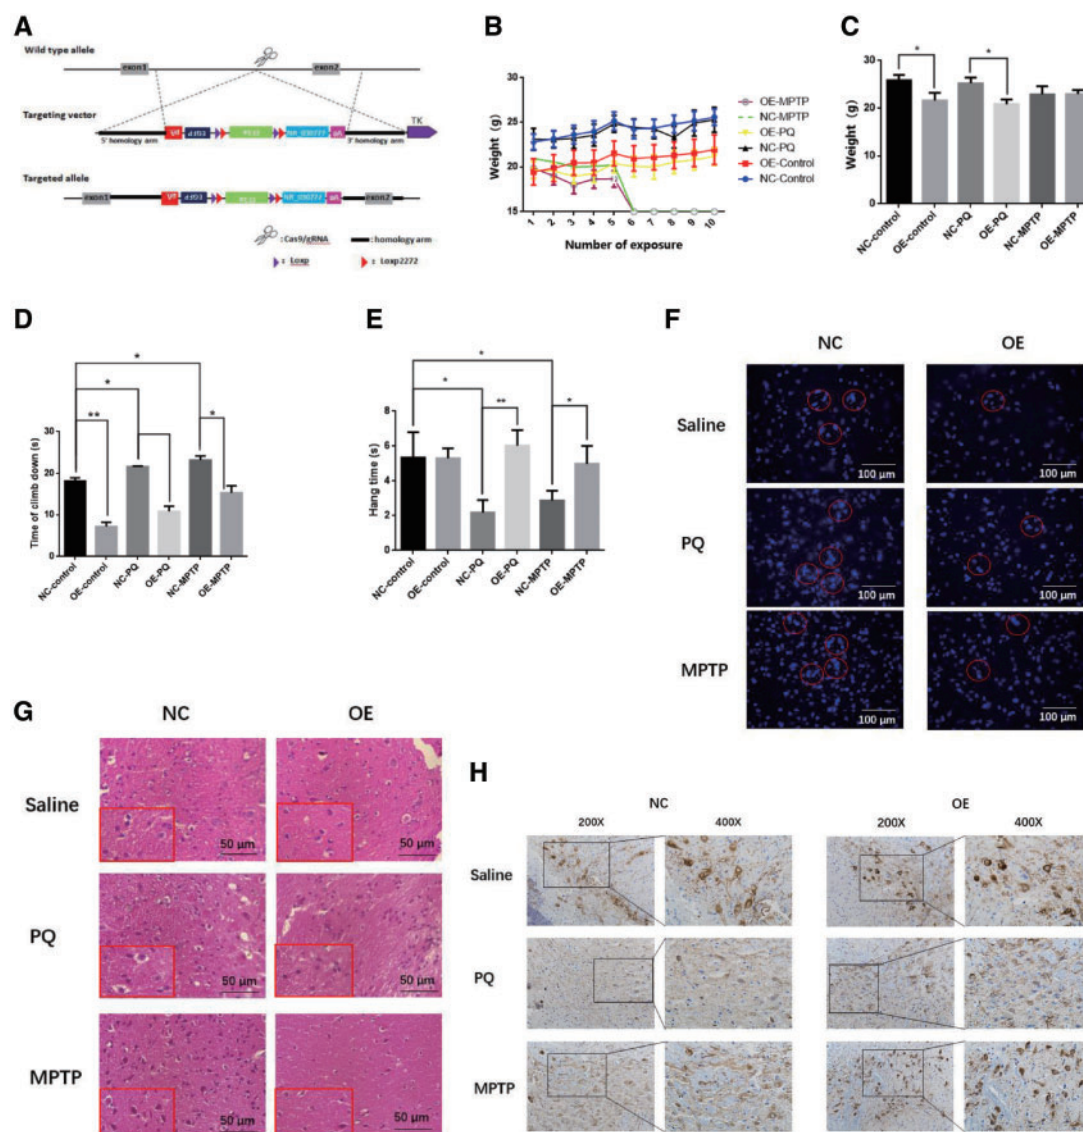 A
Wild type allele
exon1
exon2
Targeting vector
TK
5' homology arm
3' homology arm
Targeted allele
exon1
exon2
:Cas9/gRNA
:homology arm
: Loxp
: Loxp2272
B
Weight (g)
30
25
20
15
1 2 3 4 5 6 7 8 9 10
Number of exposure
OE-MPTP
NC-MPTP
OE-PQ
NC-PQ
OE-Control
NC-Control
C
Weight (g)
40
30
20
10
0
*
*
NC-control
OE-control
NC-PQ
OE-PQ
NC-MPTP
OE-MPTP
D
Time of climb down (s)
30
20
10
0
*
*
**
*
NC-control
OE-control
NC-PQ
OE-PQ
NC-MPTP
OE-MPTP
E
Hang time (s)
8
6
4
2
0
*
*
**
*
NC-control
OE-control
NC-PQ
OE-PQ
NC-MPTP
OE-MPTP
F
NC OE
Saline
100 μm
100 μm
PQ
100 μm
100 μm
MPTP
100 μm
100 μm
G
NC OE
Saline
50 μm
50 μm
PQ
50 μm
50 μm
MPTP
50 μm
50 μm
H
NC OE
200X 400X 200X 400X
Saline
PQ
MPTP